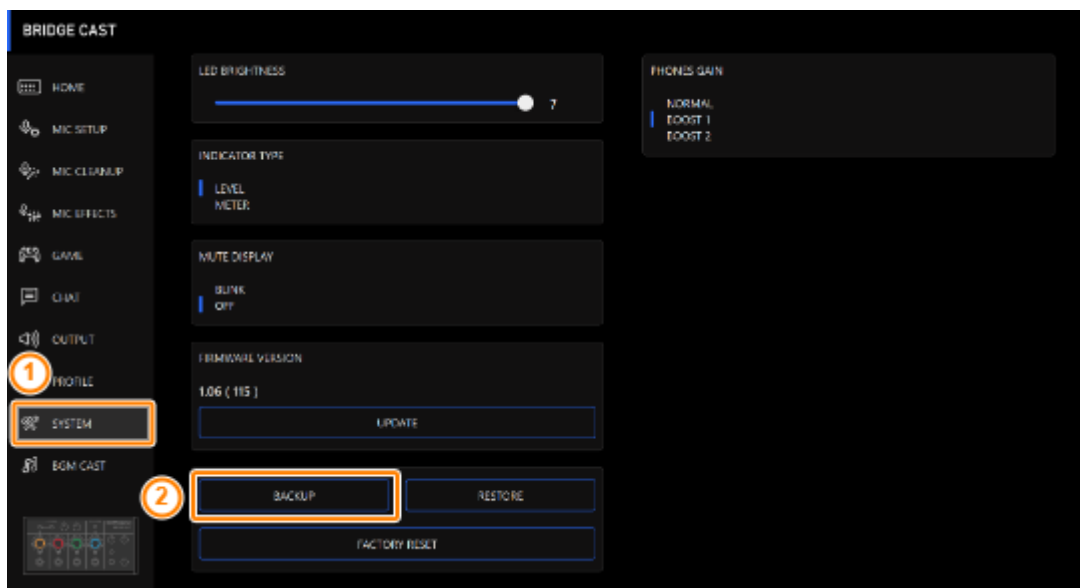 BRIDGE CAST
HOME
MIC SETUP
MIC CLEANUP
MIC EFFECTS
GAME
CHAT
OUTPUT
1
PROFILE
SYSTEM
BGM CAST
LED BRIGHTNESS
7
INDICATOR TYPE
LEVEL
METER
MUTE DISPLAY
BLINK
OFF
FIRMWARE VERSION
1.06 ( 115 )
UPDATE
2
BACKUP
RESTORE
FACTORY RESET
PHONES GAIN
NORMAL
BOOST 1
BOOST 2